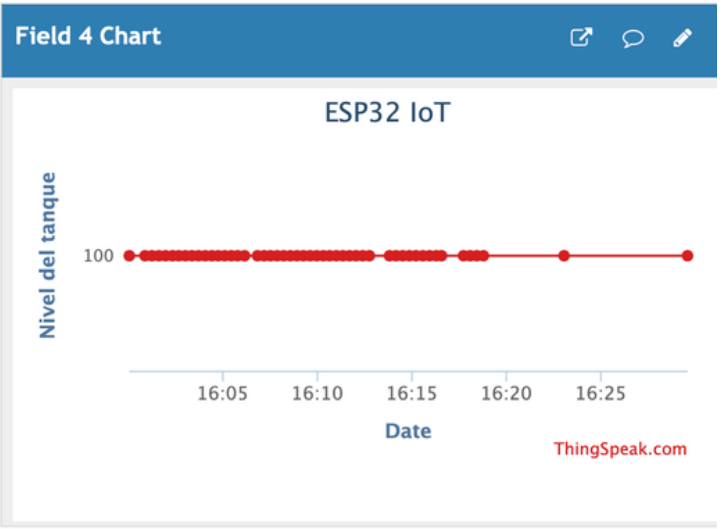 Field 4 Chart
ESP32 IoT
Nivel del tanque
100
16:05 16:10 16:15 16:20 16:25
Date
ThingSpeak.com